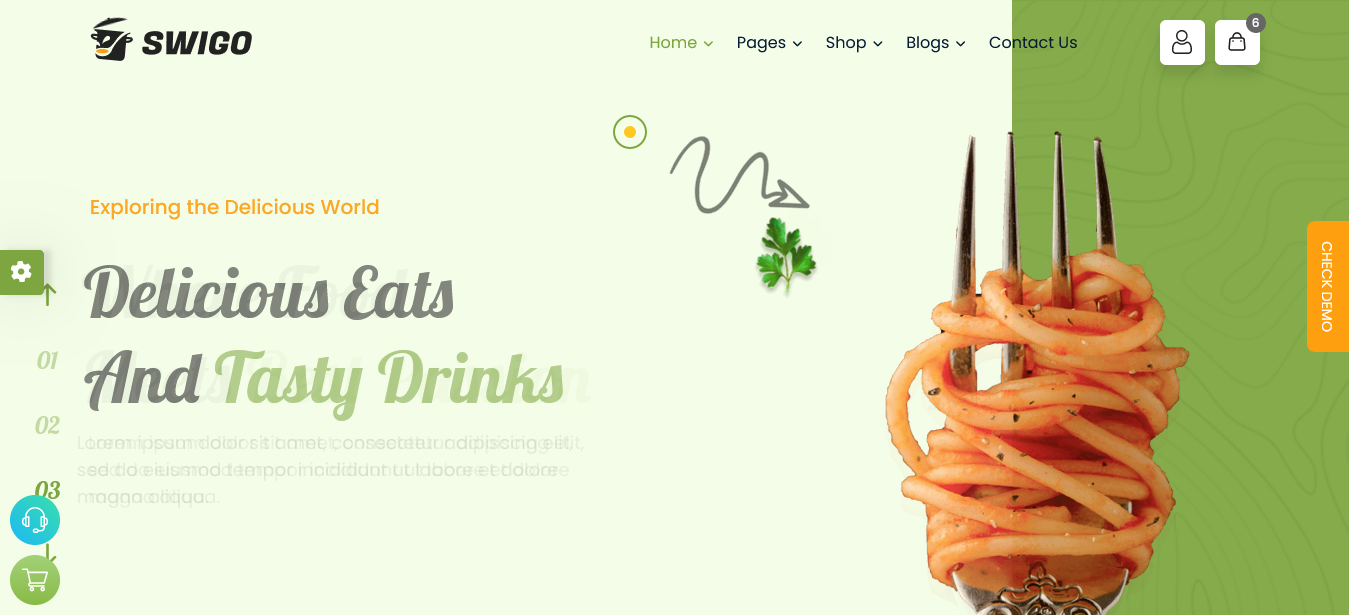 SWIGO
Home
Pages
Shop
Blogs
Contact Us
6
Exploring the Delicious World
Delicious Eats
And Tasty Drinks
Lorem ipsum dolor sit amet, consectetur adipiscing elit,
sed do eiusmod tempor incididunt ut labore et dolore
magna aliqua.
01
02
03
CHECK DEMO